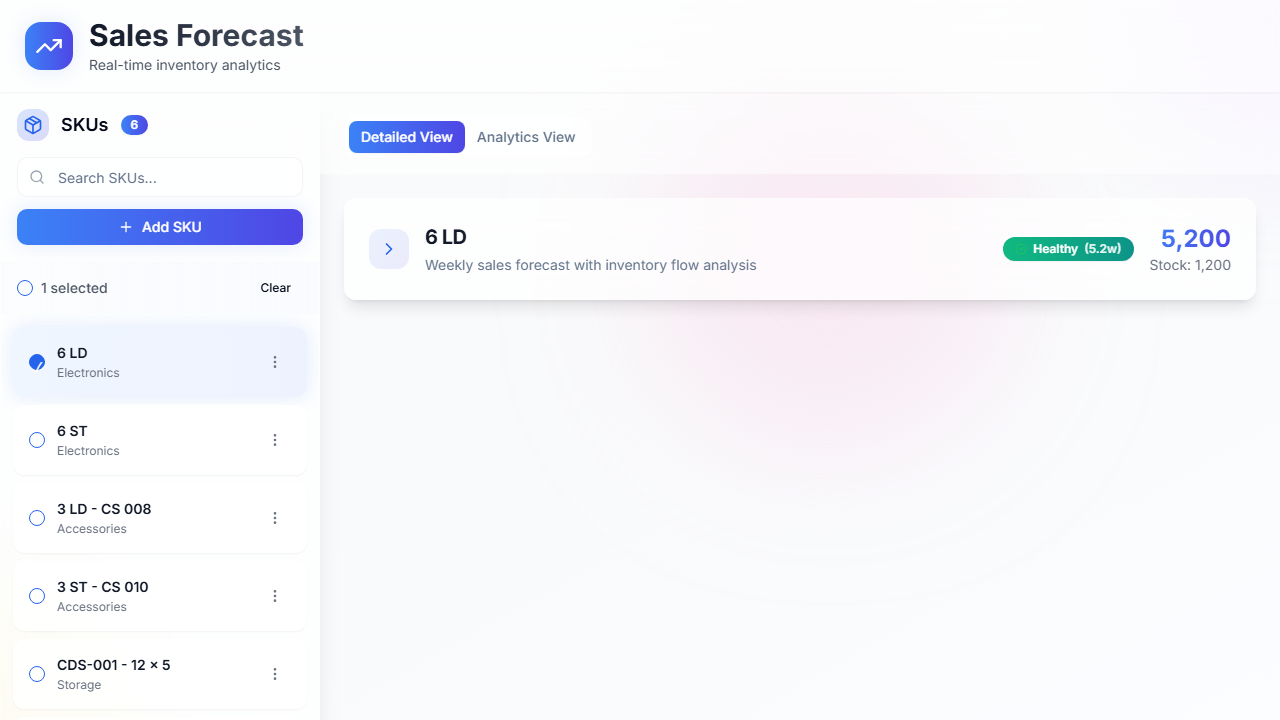 Sales Forecast
Real-time inventory analytics
SKUs 6
Search SKUs...
+ Add SKU
1 selected Clear
6 LD
Electronics
6 ST
Electronics
3 LD - CS 008
Accessories
3 ST - CS 010
Accessories
CDS-001 - 12 × 5
Storage
Detailed View Analytics View
6 LD
Weekly sales forecast with inventory flow analysis
Healthy (5.2w)
5,200
Stock: 1,200